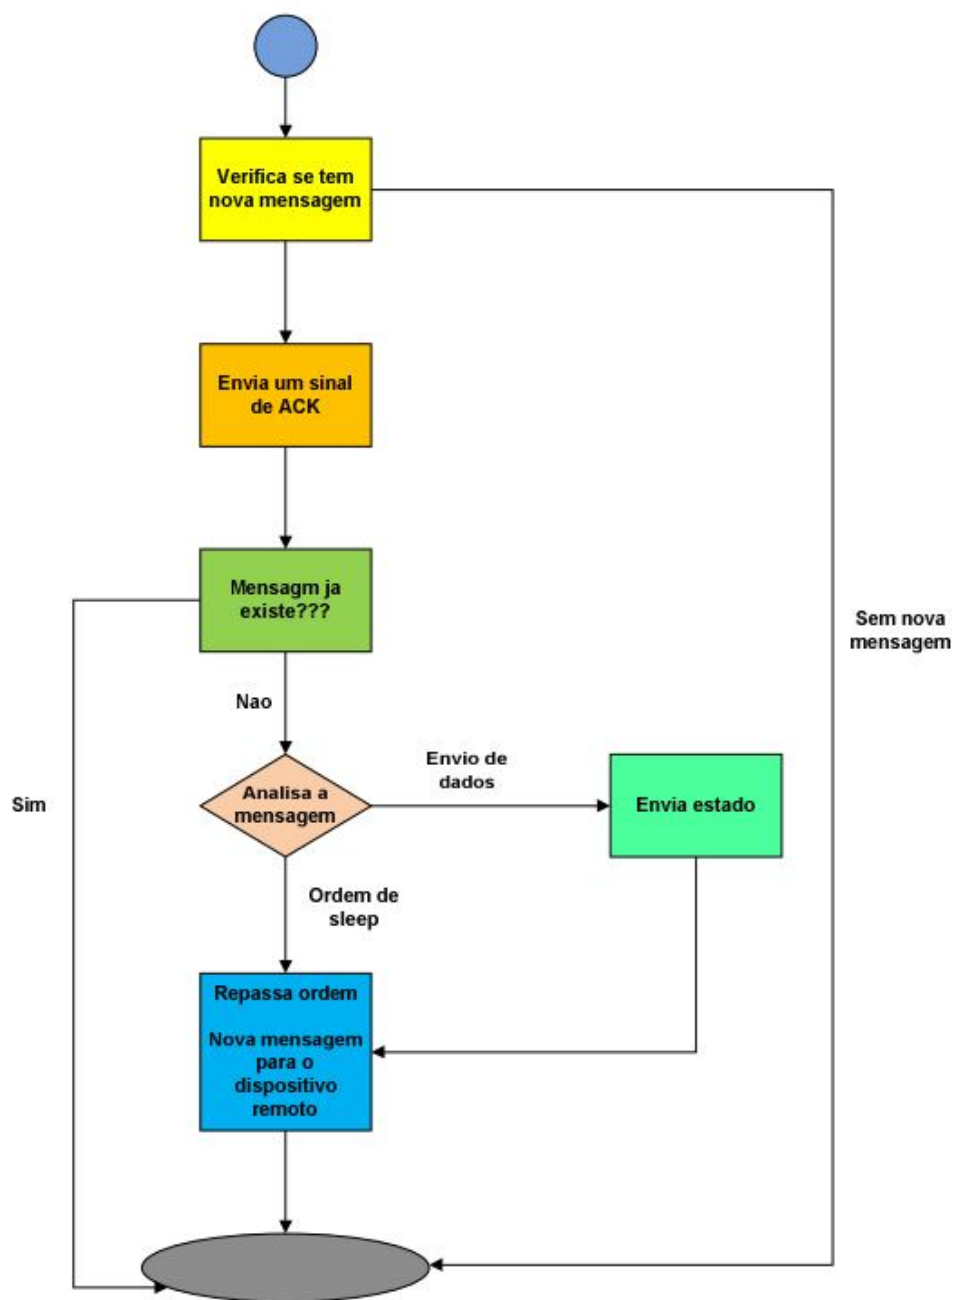 Verifica se tem
nova mensagem
Envia um sinal
de ACK
Mensagm ja
existe???
Sem nova
mensagem
Nao
Envio de
dados
Sim
Analisa a
mensagem
Envia estado
Ordem de
sleep
Repassa ordem
Nova mensagem
para o
dispositivo
remoto